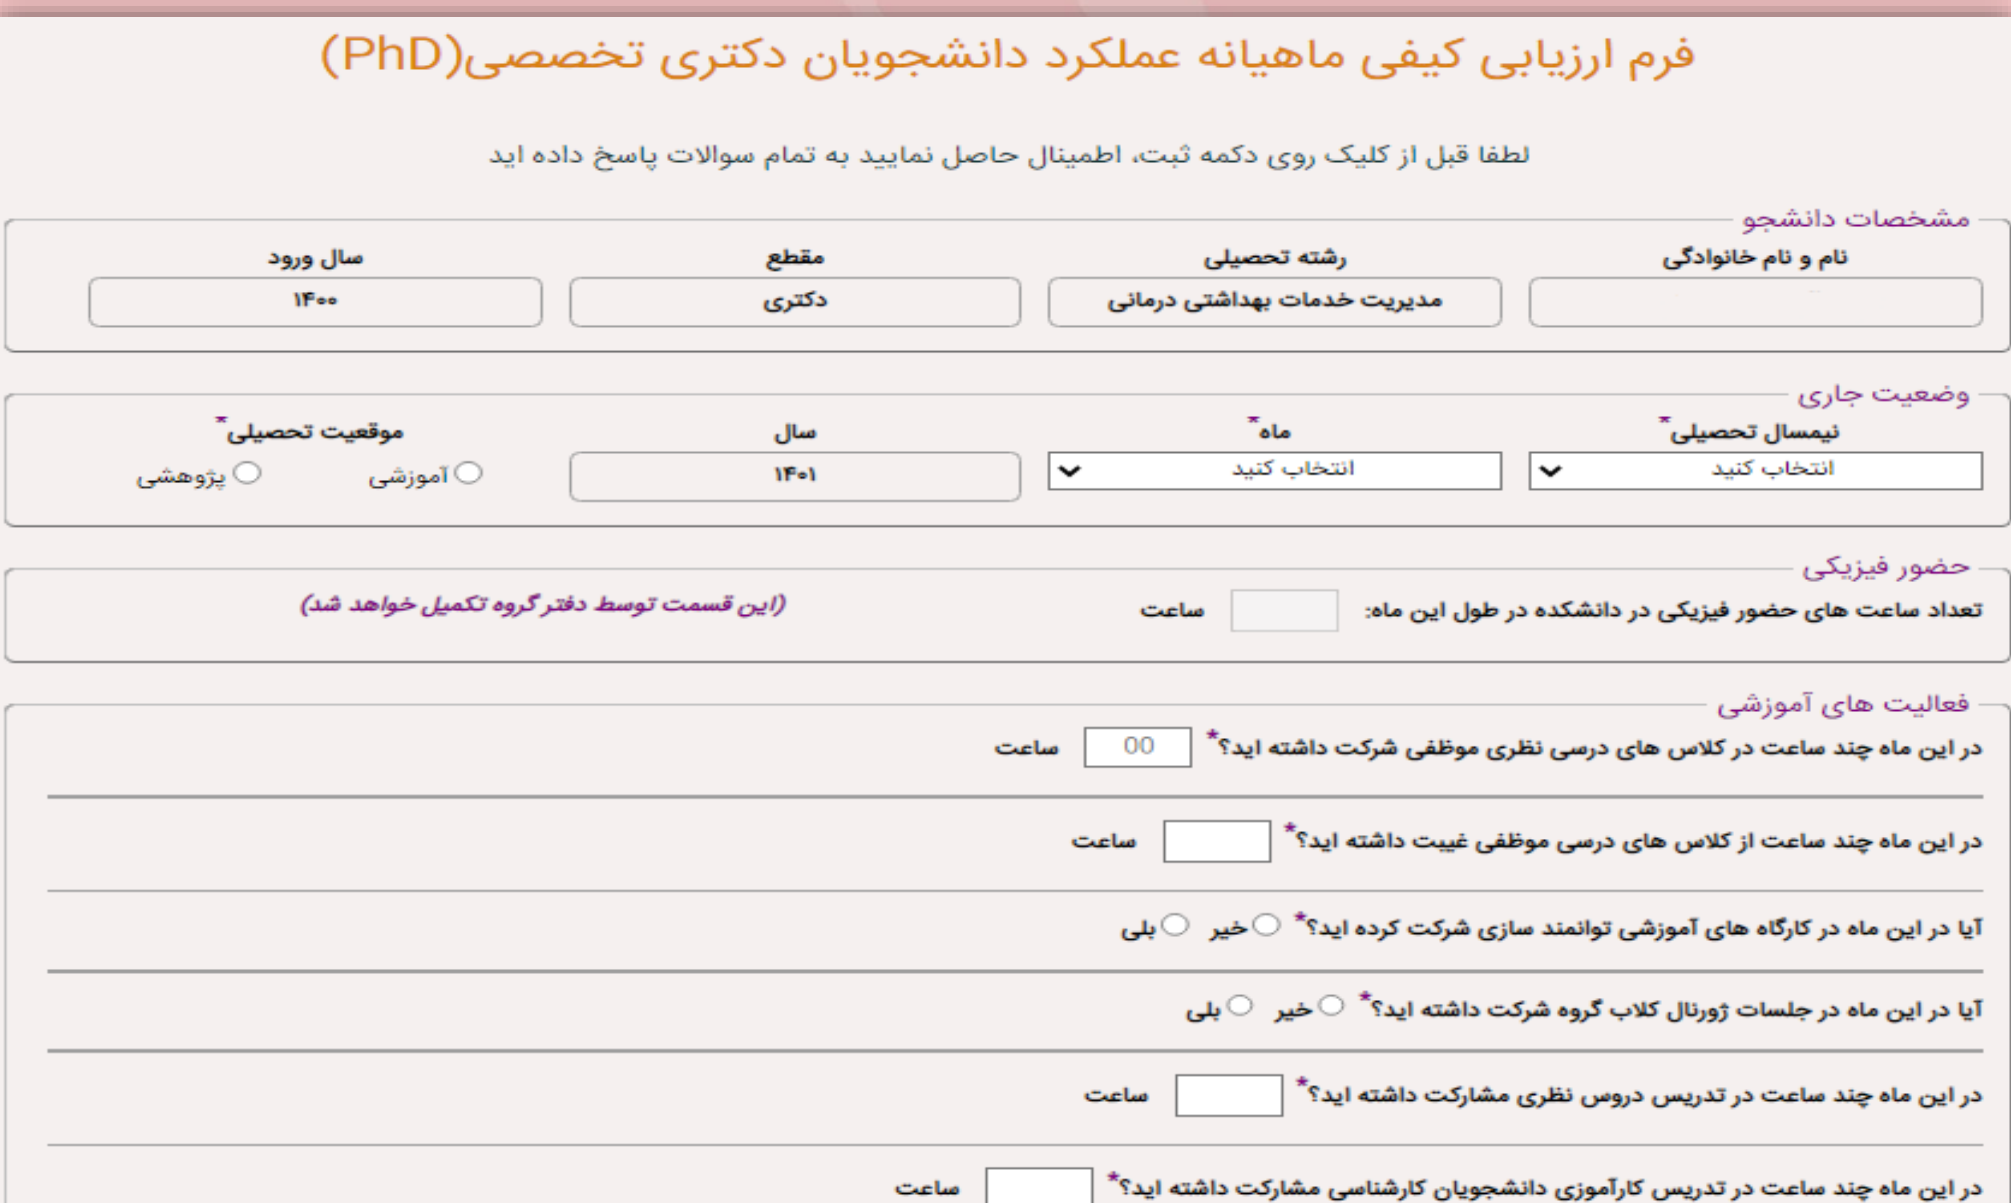 فرم ارزیابی کیفی ماهیانه عملکرد دانشجویان دکتری تخصصی(PhD)
لطفا قبل از کلیک روی دکمه ثبت، اطمینال حاصل نمایید به تمام سوالات پاسخ داده اید
مشخصات دانشجو
نام و نام خانوادگی رشته تحصیلی مقطع سال ورود
مدیریت خدمات بهداشتی درمانی دکتری ۱۴۰۰
وضعیت جاری
نیمسال تحصیلی* ماه* سال موقعیت تحصیلی*
انتخاب کنید انتخاب کنید ۱۴۰۱ آموزشی پژوهشی
حضور فیزیکی
تعداد ساعت های حضور فیزیکی در دانشکده در طول این ماه: ساعت (این قسمت توسط دفتر گروه تکمیل خواهد شد)
فعالیت های آموزشی
در این ماه چند ساعت در کلاس های درسی نظری موظفی شرکت داشته اید؟* 00 ساعت
در این ماه چند ساعت از کلاس های درسی موظفی غیبت داشته اید؟* ساعت
آیا در این ماه در کارگاه های آموزشی توانمند سازی شرکت کرده اید؟* خیر بلی
آیا در این ماه در جلسات ژورنال کلاب گروه شرکت داشته اید؟* خیر بلی
در این ماه چند ساعت در تدریس دروس نظری مشارکت داشته اید؟* ساعت
در این ماه چند ساعت در تدریس کارآموزی دانشجویان کارشناسی مشارکت داشته اید؟* ساعت